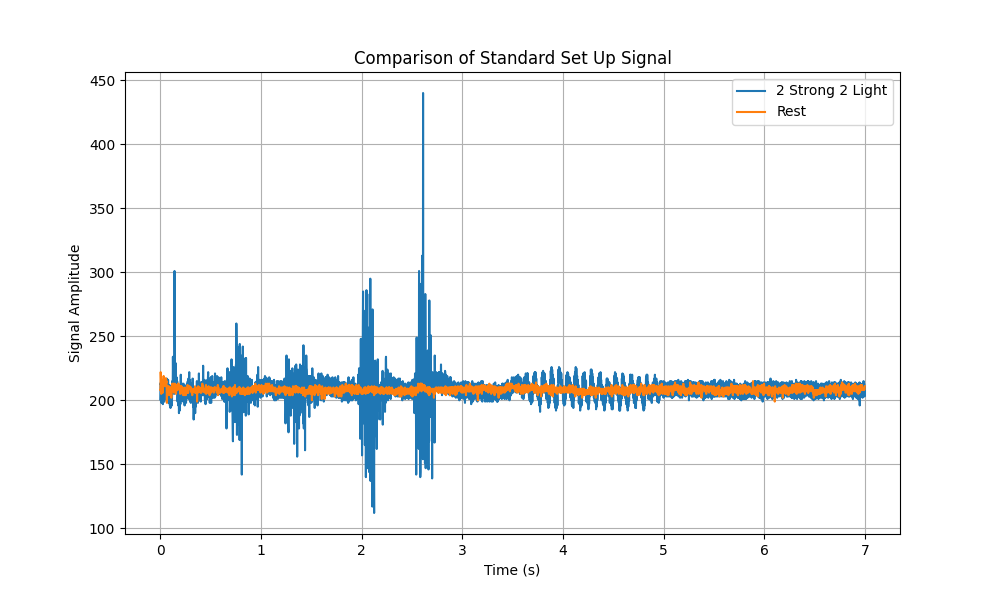 Comparison of Standard Set Up Signal
2 Strong 2 Light
Rest
Signal Amplitude
450
400
350
300
250
200
150
100
0 1 2 3 4 5 6 7
Time (s)